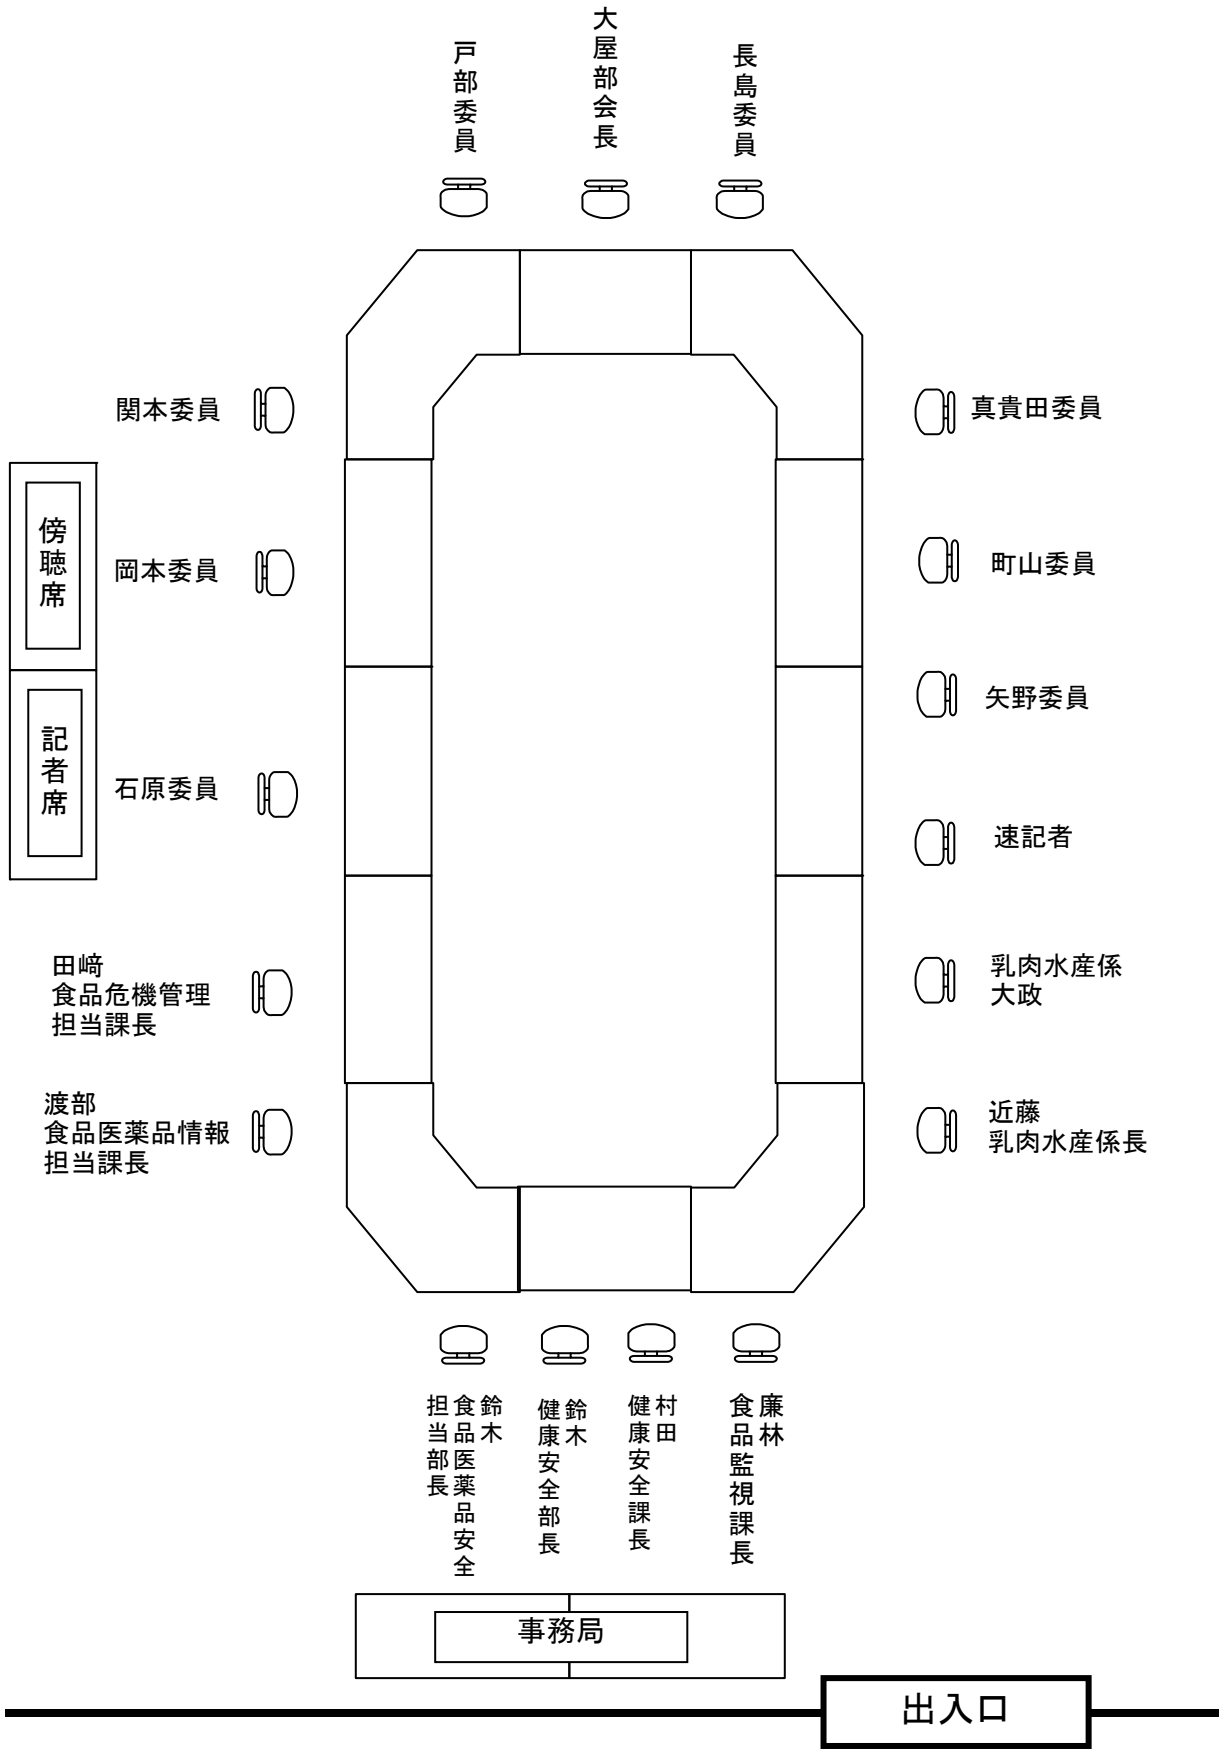 戸部委員
大屋部会長
長島委員
関本委員
真貴田委員
傍聴席
岡本委員
町山委員
矢野委員
記者席
石原委員
速記者
田﨑
食品危機管理
担当課長
乳肉水産係
大政
渡部
食品医薬品情報
担当課長
近藤
乳肉水産係長
鈴木
食品医薬品安全
担当部長
鈴木
健康安全部長
村田
健康安全課長
廉林
食品監視課長
事務局
出入口